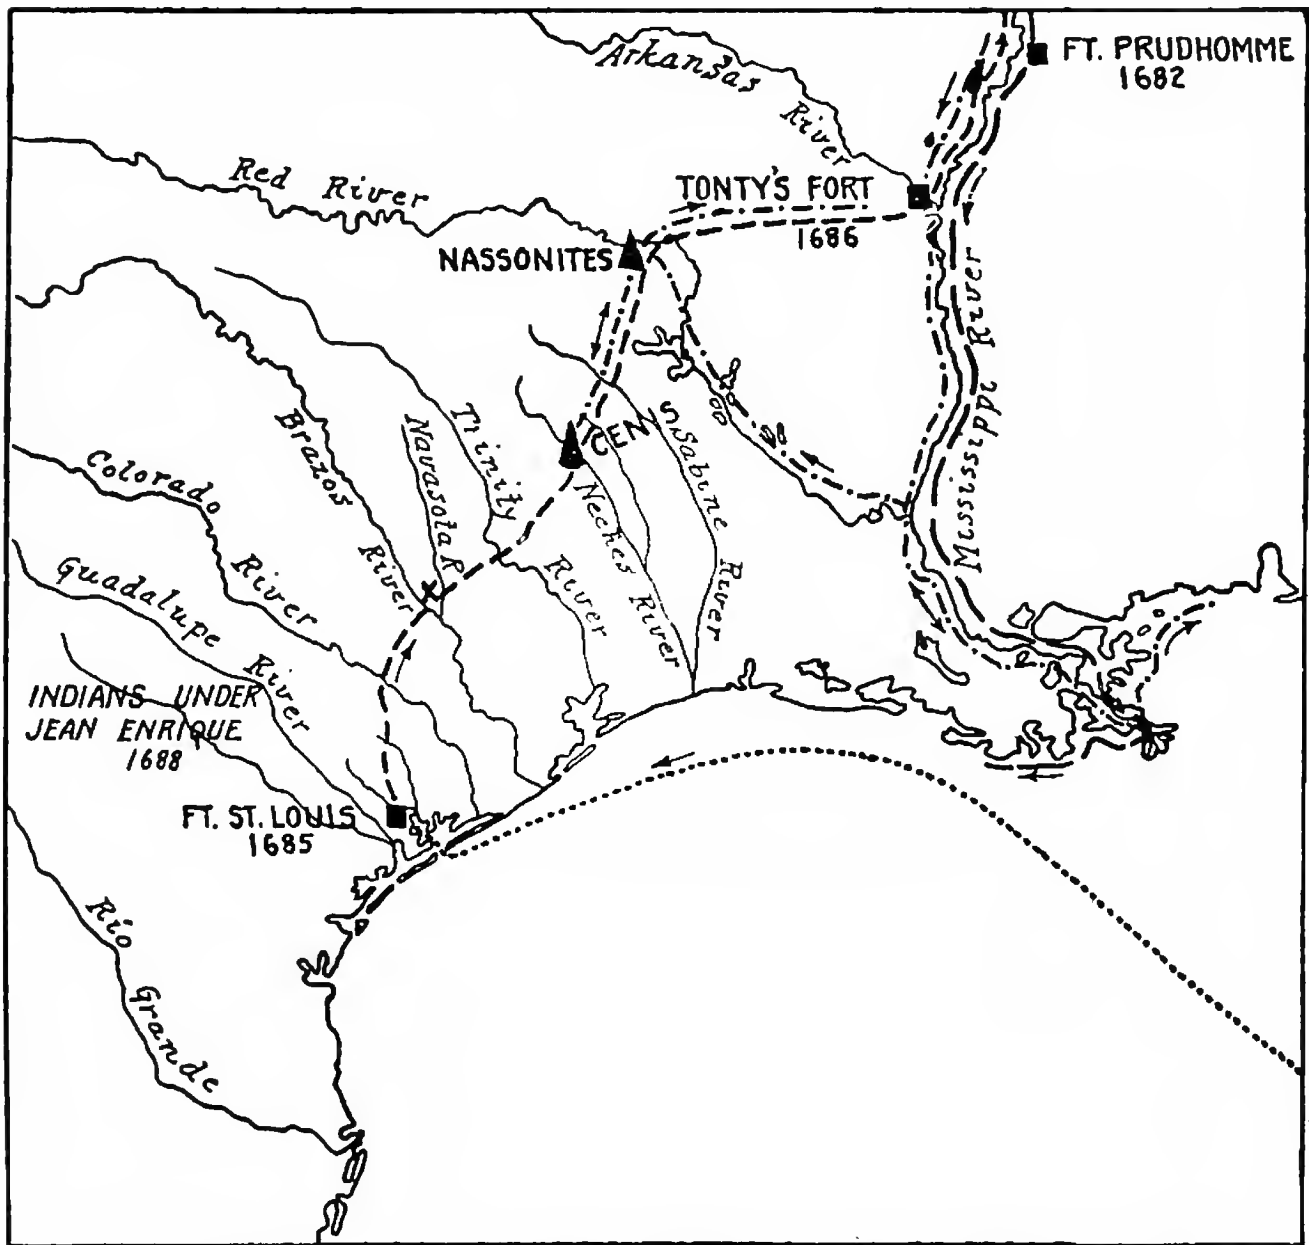 FT. PRUDHOMME
1682
Arkansas River
Red River
TONTY'S FORT
1686
NASSONITES
Mississippi River
CENS
Sabine River
Trinity River
Navasota R
Brazos River
Neches River
Colorado River
Guadalupe River
INDIANS UNDER
JEAN ENRIQUE
1688
FT. ST. LOUIS
1685
Rio Grande